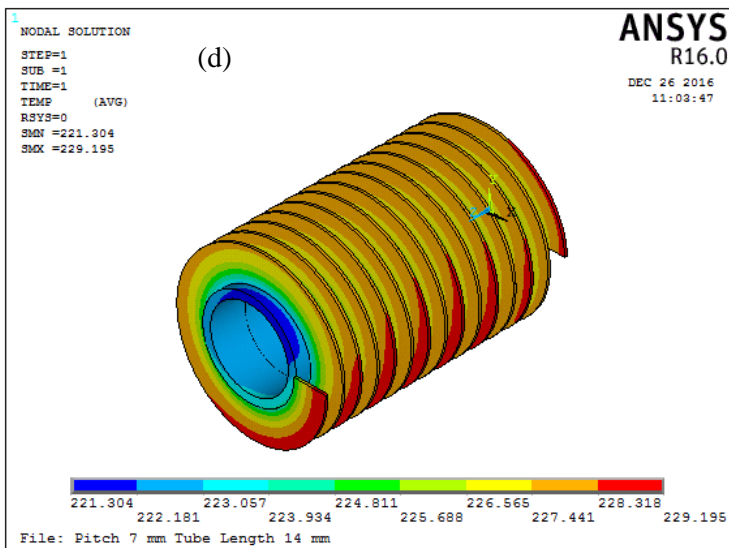 1
NODAL SOLUTION
STEP=1
SUB =1
TIME=1
TEMP (AVG)
RSYS=0
SMN =221.304
SMX =229.195
(d)
ANSYS
R16.0
DEC 26 2016
11:03:47
X
221.304 223.057 224.811 226.565 228.318
222.181 223.934 225.688 227.441 229.195
File: Pitch 7 mm Tube Length 14 mm